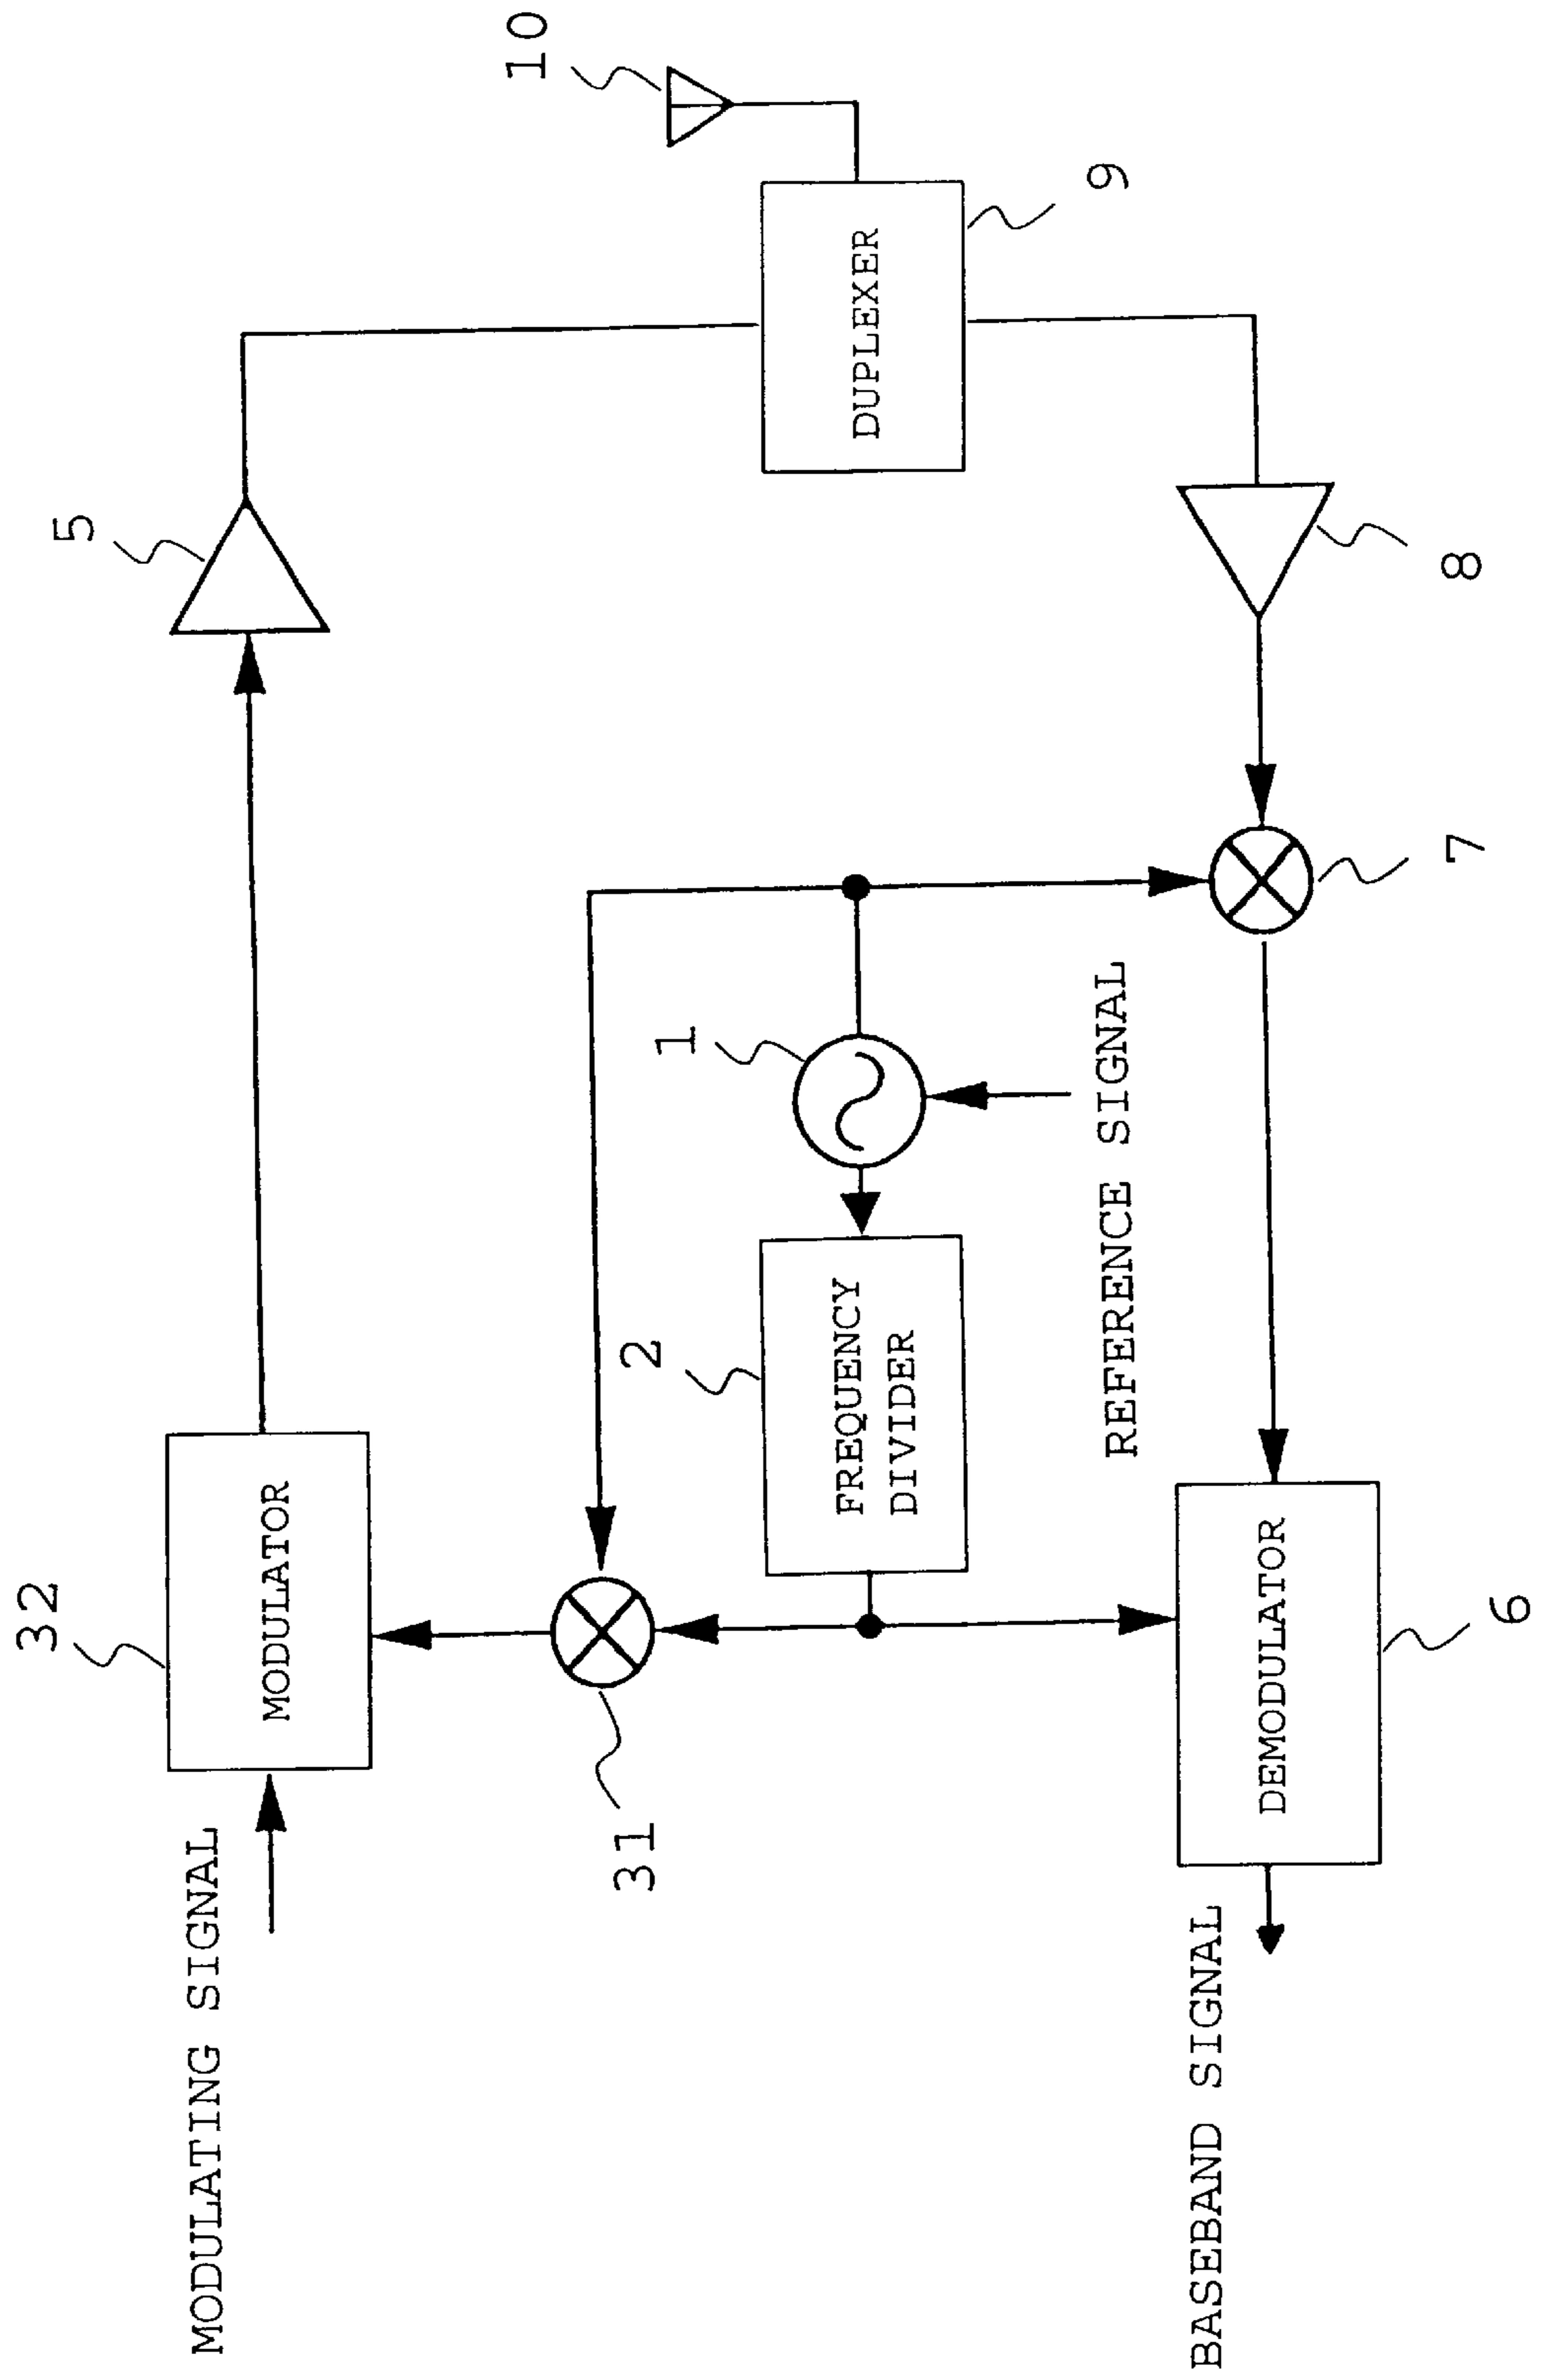 MODULATING SIGNAL
32
MODULATOR
5
31
2
FREQUENCY
DIVIDER
1
REFERENCE SIGNAL
10
DUPLEXER
9
BASEBAND SIGNAL
DEMODULATOR
6
7
8